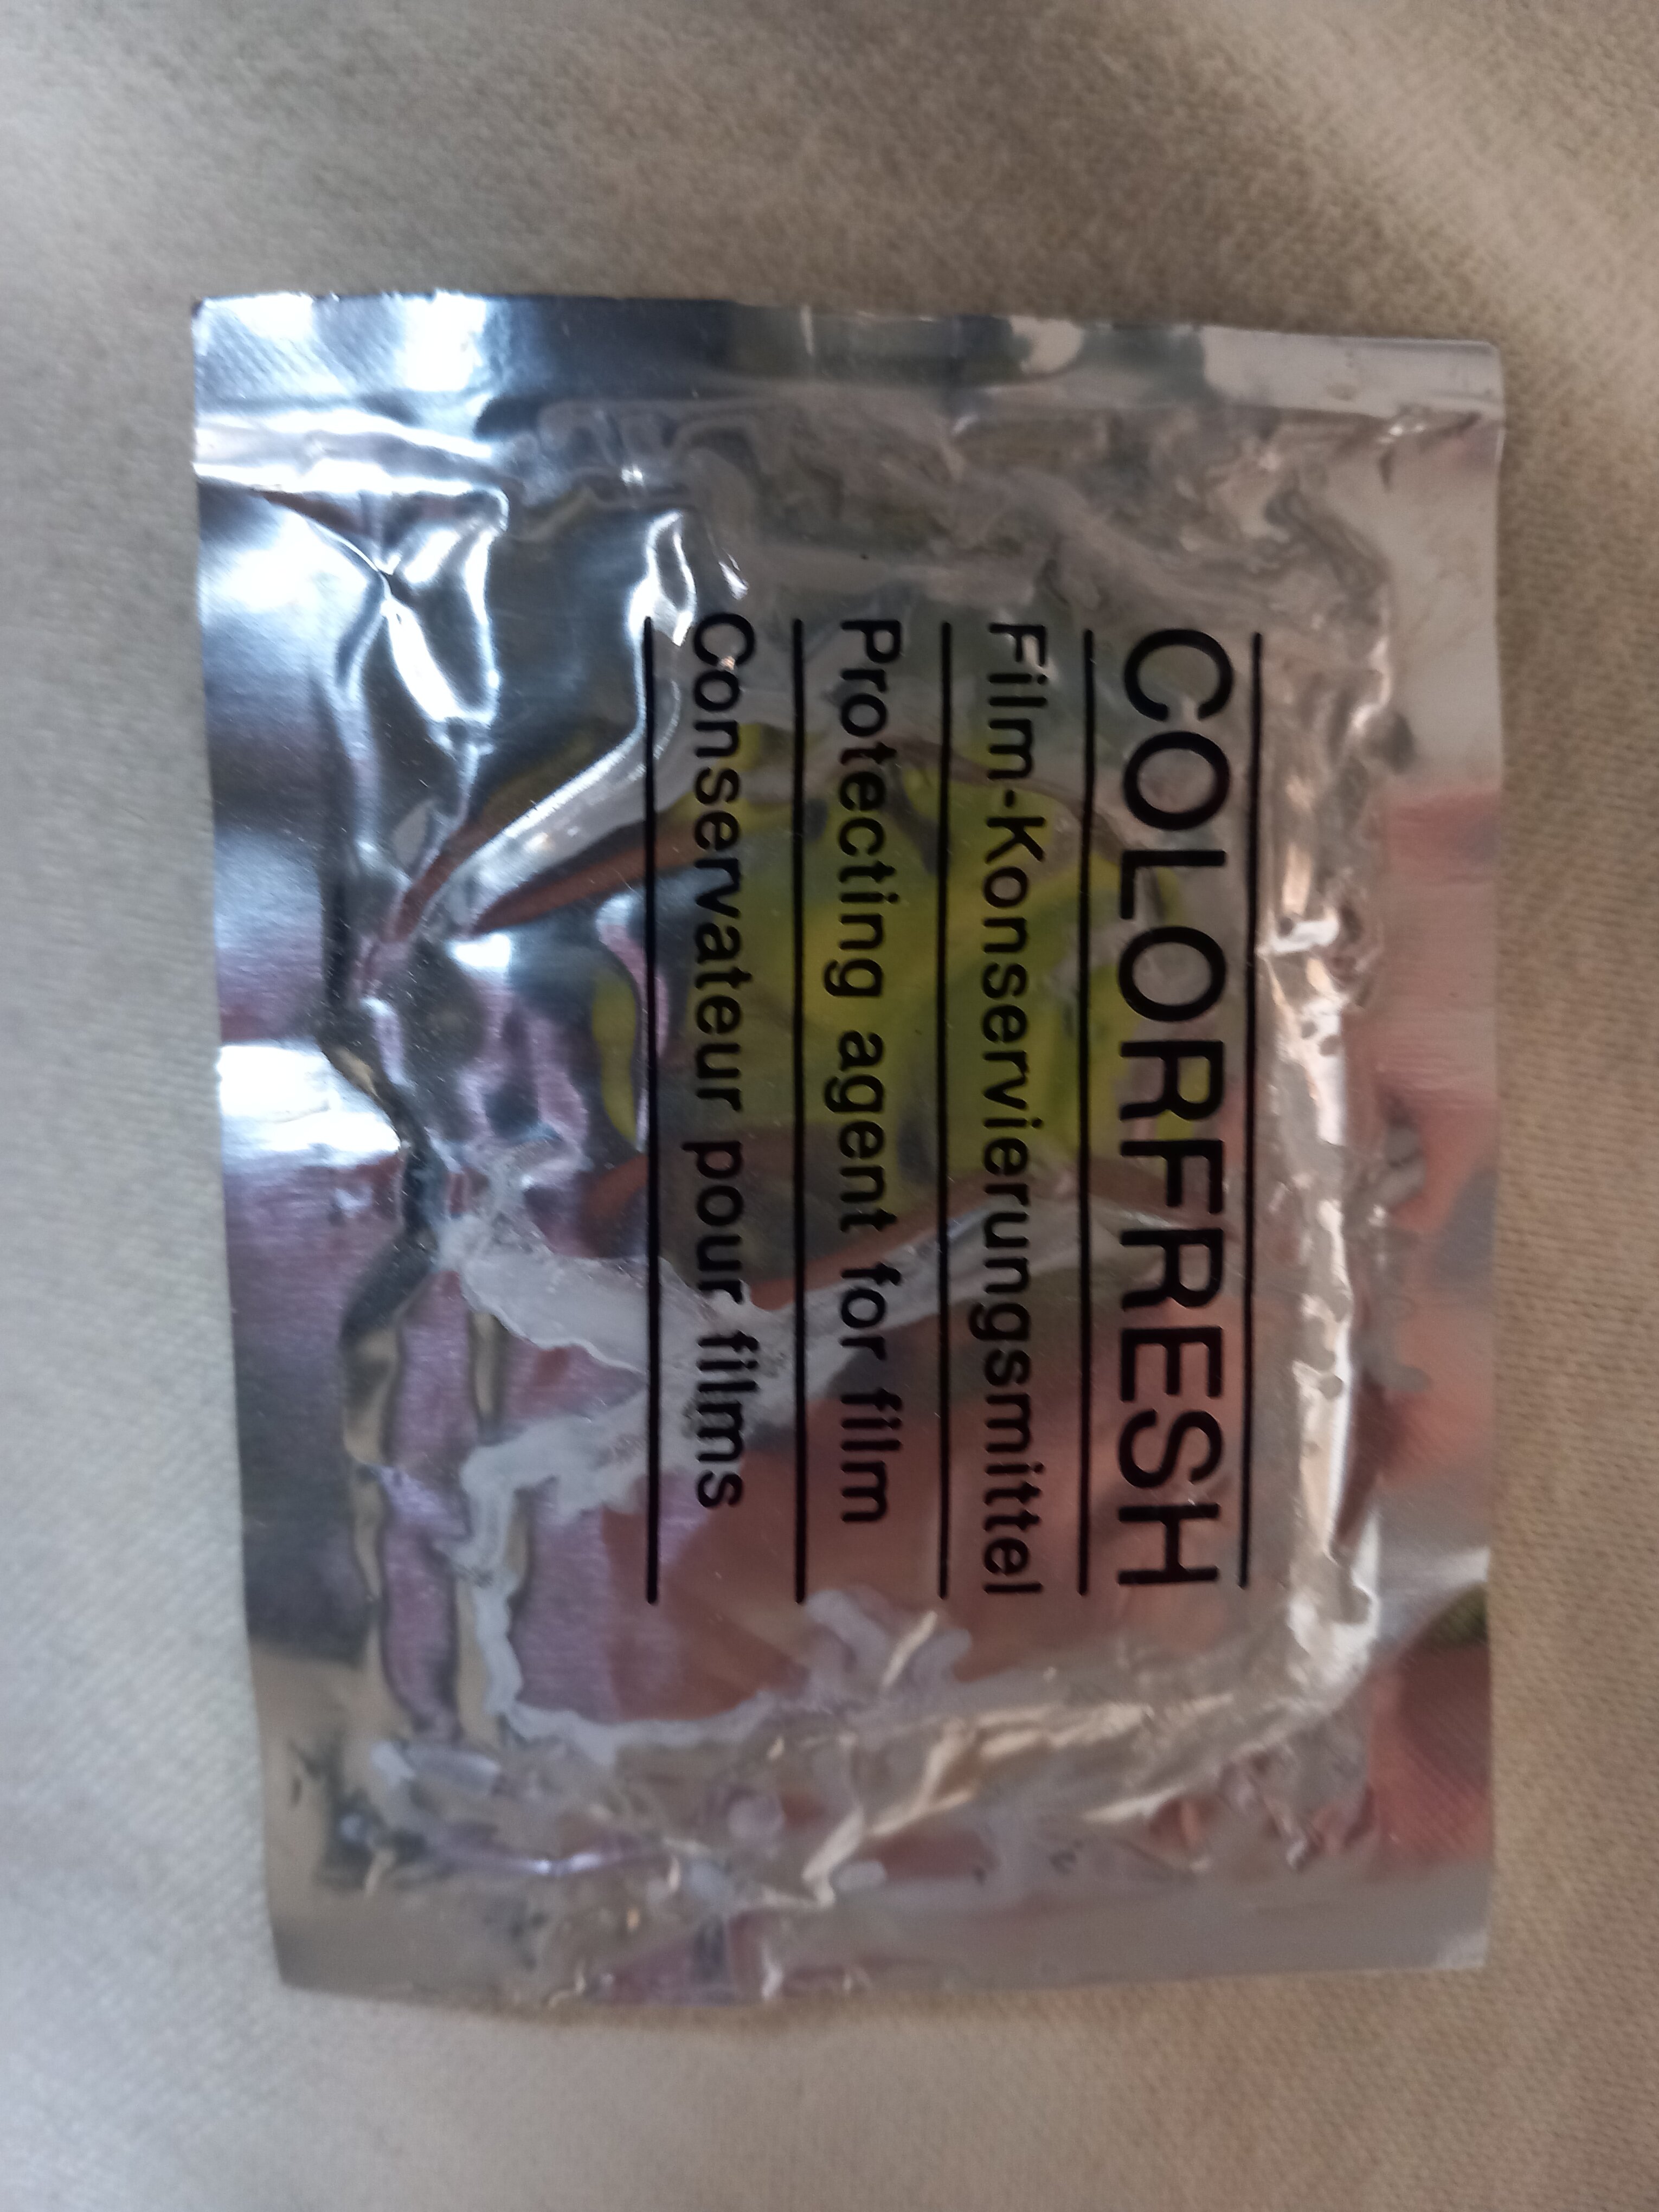 COLORFRESH
Film-Konservierungsmittel
Protecting agent for film
Conservateur pour films